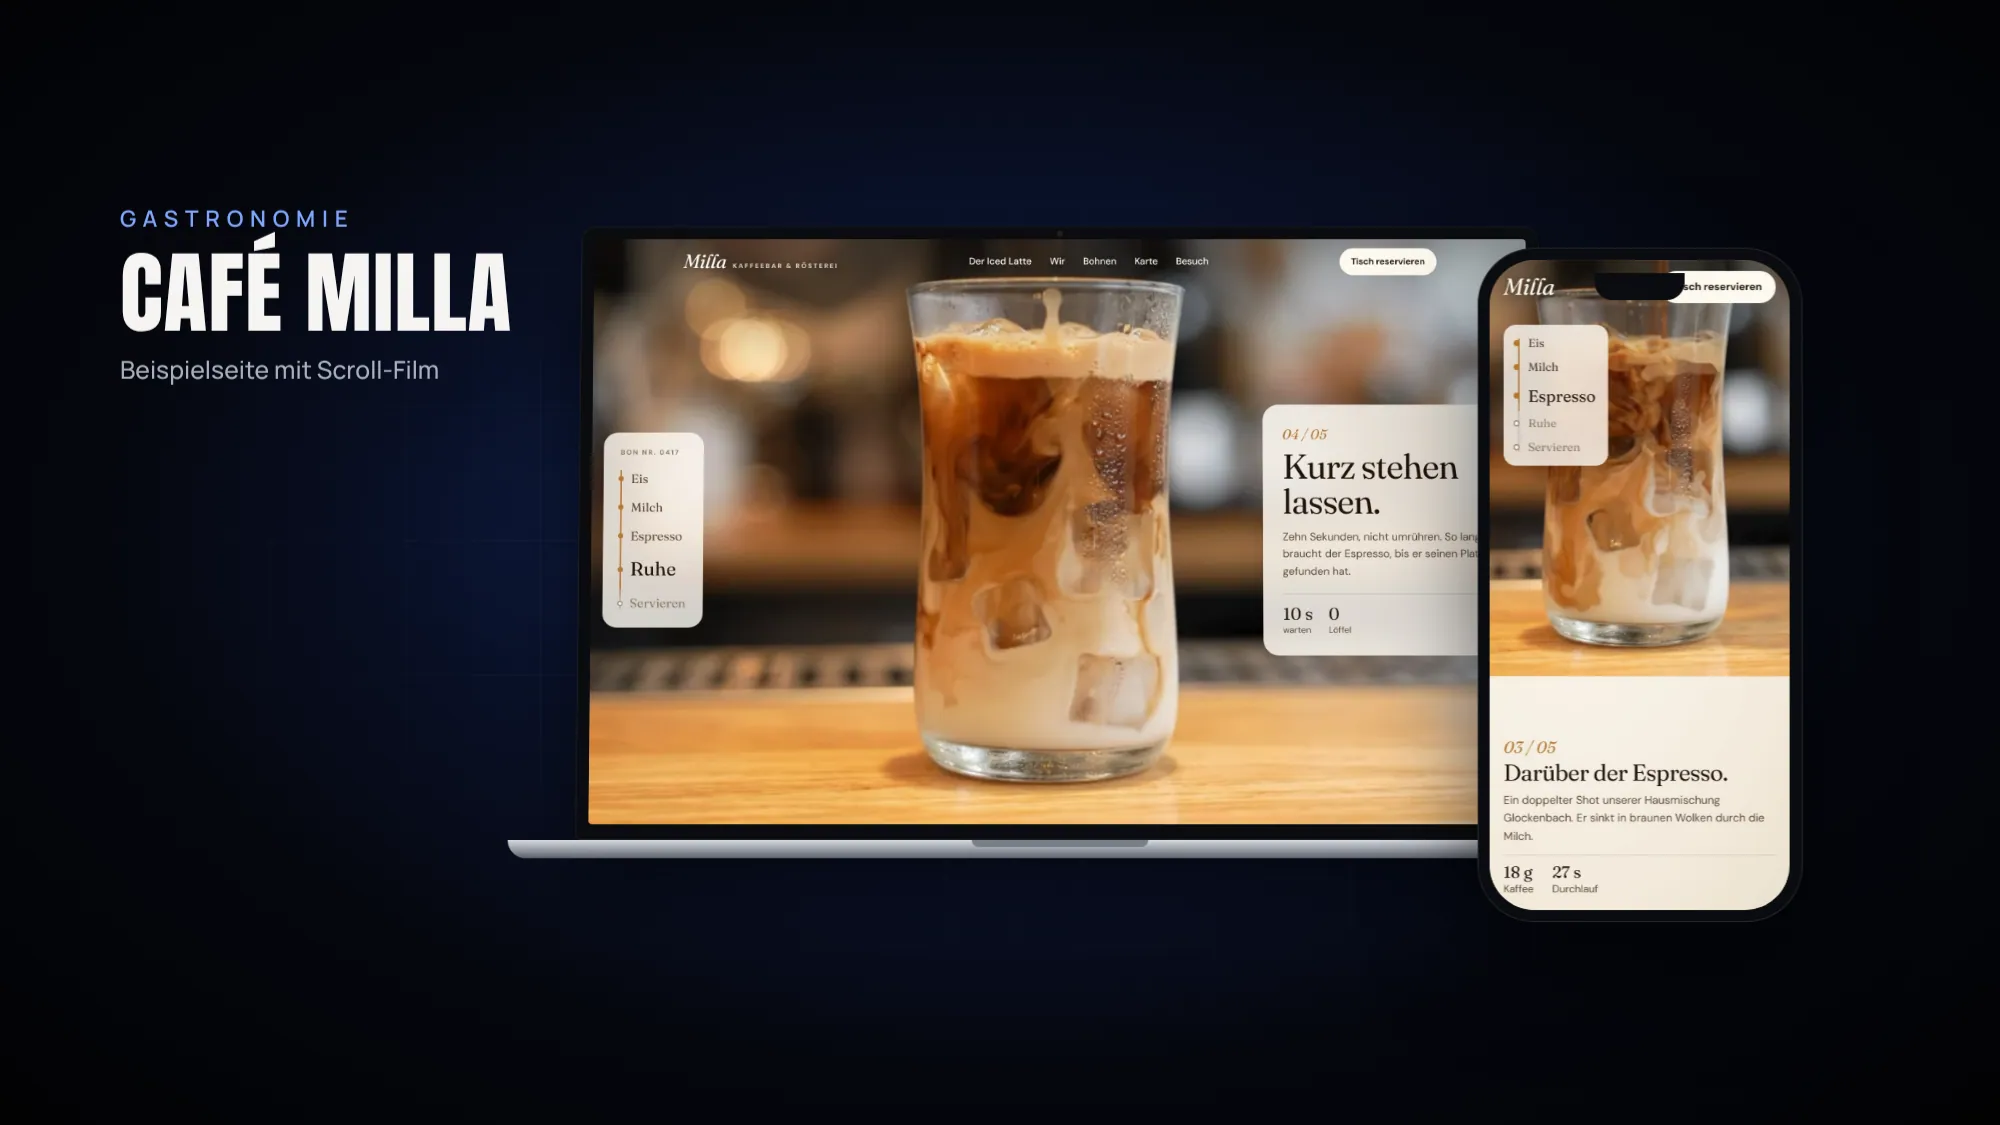 GASTRONOMIE
CAFÉ MILLA
Beispielseite mit Scroll-Film
Milla KAFFEEBAR & RÖSTEREI
Der Iced Latte Wir Bohnen Karte Besuch
Tisch reservieren
BON NR. 0417
Eis
Milch
Espresso
Ruhe
Servieren
04 / 05
Kurz stehen
lassen.
Zehn Sekunden, nicht umrühren. So lang
braucht der Espresso, bis er seinen Plat
gefunden hat.
10 s 0
warten Löffel
Milla
sch reservieren
Eis
Milch
Espresso
Ruhe
Servieren
03 / 05
Darüber der Espresso.
Ein doppelter Shot unserer Hausmischung
Glockenbach. Er sinkt in braunen Wolken durch die
Milch.
18 g 27 s
Kaffee Durchlauf